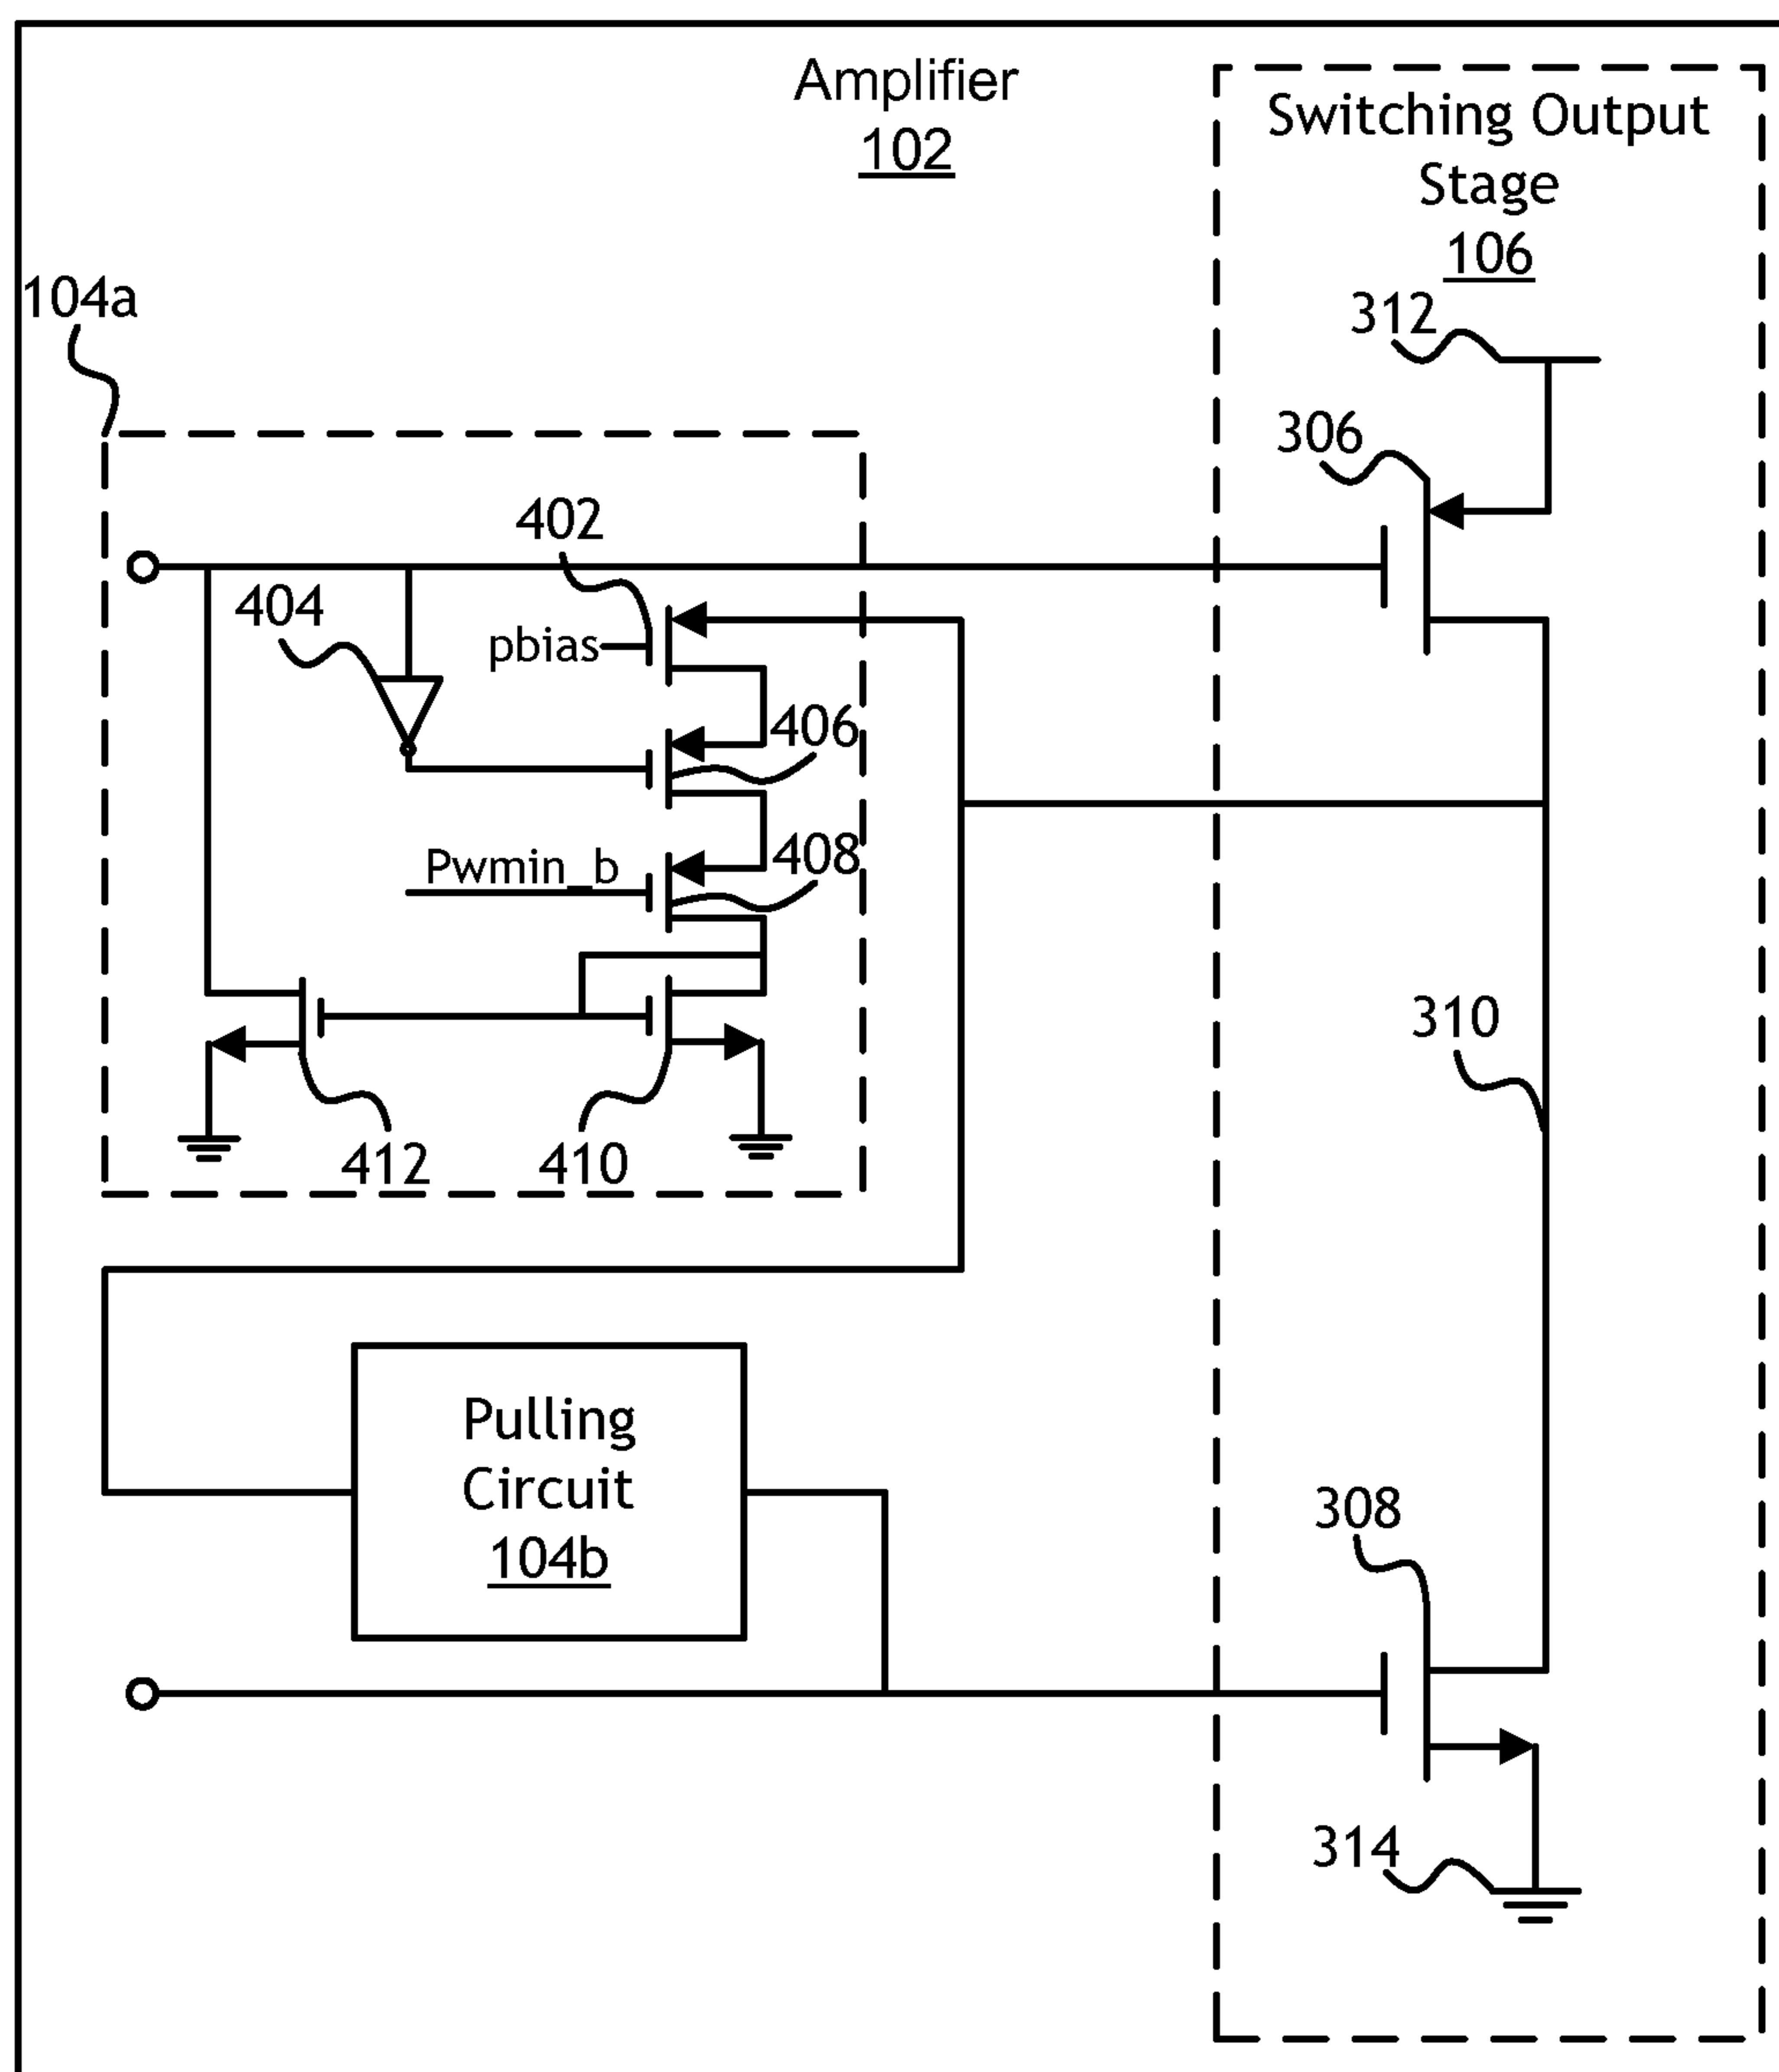 Amplifier
102
Switching Output
Stage
106
104a
312
306
402
404
pbias
406
Pwmin_b
408
310
412
410
Pulling
Circuit
104b
308
314